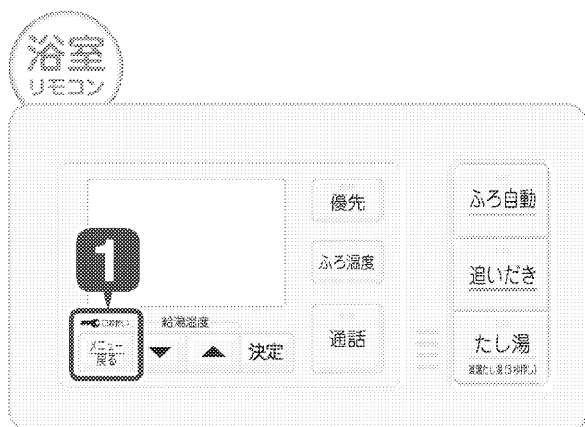 浴室
リモコン
優先
ふろ自動
ふろ温度
追いだき
1
給湯温度
メニュー
戻る
決定
通話
たし湯